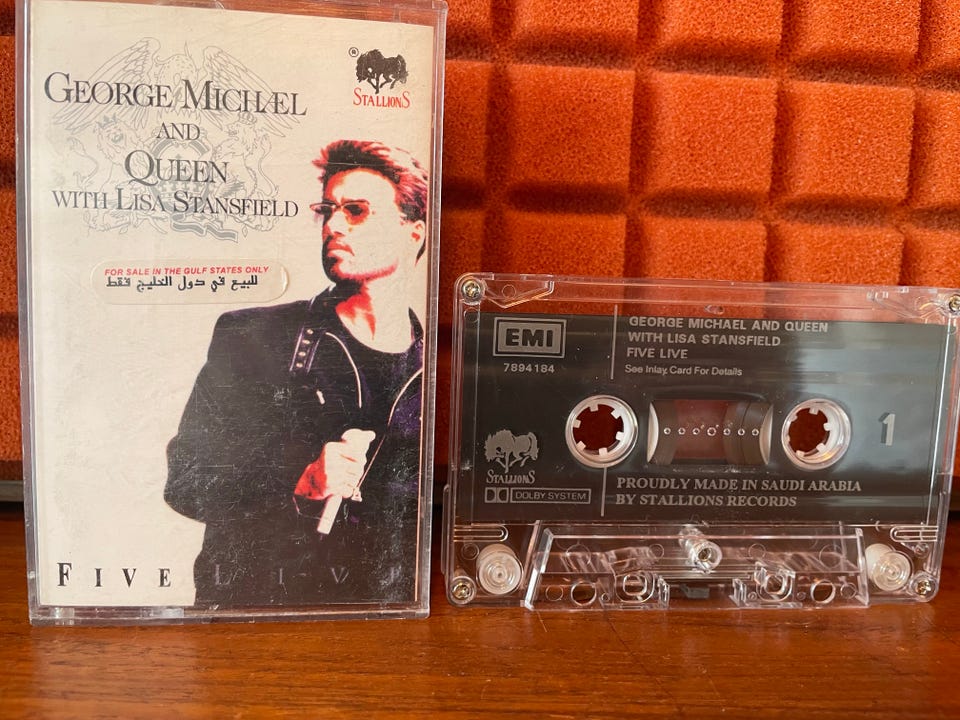 GEORGE MICHÆL
AND
QUEEN
WITH LISA STANSFIELD
® STALLIONS
FOR SALE IN THE GULF STATES ONLY
للبيع في دول الخليج فقط
FIVE LIV
EMI
7894184
GEORGE MICHAEL AND QUEEN
WITH LISA STANSFIELD
FIVE LIVE
See Inlay Card For Details
1
STALLIONS
DOLBY SYSTEM
PROUDLY MADE IN SAUDI ARABIA
BY STALLIONS RECORDS